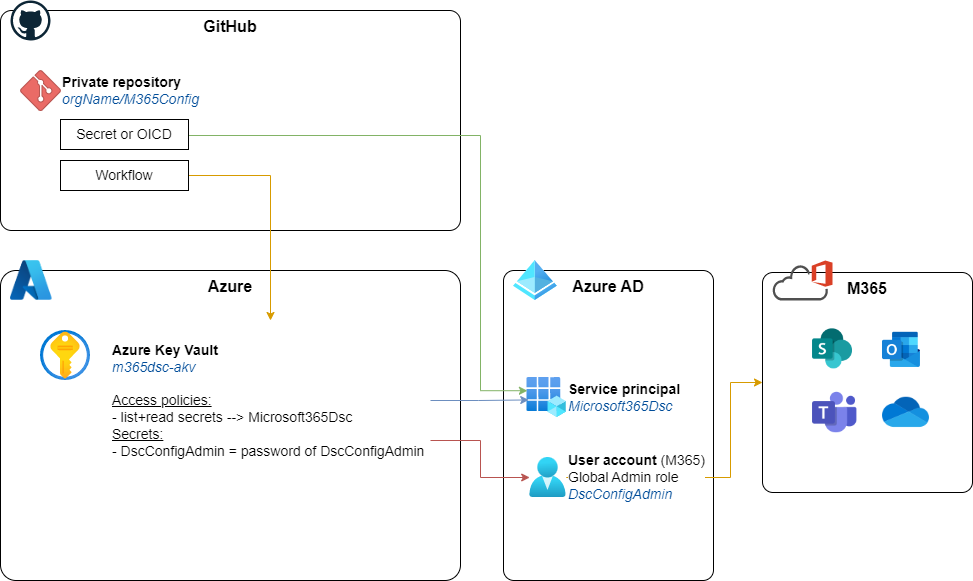 GitHub
Private repository
orgName/M365Config
Secret or OICD
Workflow
Azure
Azure Key Vault
m365dsc-akv
Access policies:
- list+read secrets --> Microsoft365Dsc
Secrets:
- DscConfigAdmin = password of DscConfigAdmin
Azure AD
Service principal
Microsoft365Dsc
User account (M365)
Global Admin role
DscConfigAdmin
M365
S
O
T